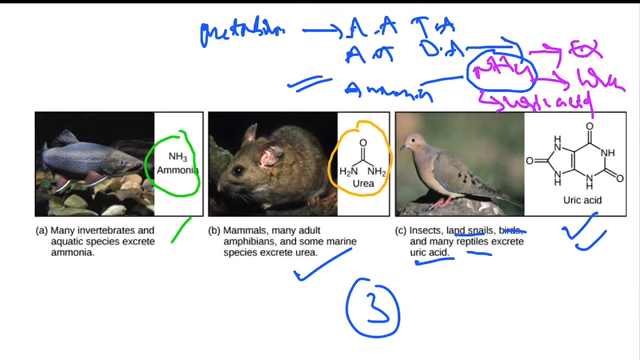 A.A T.A
A.T D.A
Ammonia NH4 Ex
uric acid
NH3
Ammonia
O
H2N NH2
Urea
O
H
N
NH
O
N
H
N
H
O
Uric acid
(a) Many invertebrates and
aquatic species excrete
ammonia.
(b) Mammals, many adult
amphibians, and some marine
species excrete urea.
(c) Insects, land snails, birds,
and many reptiles excrete
uric acid.
3